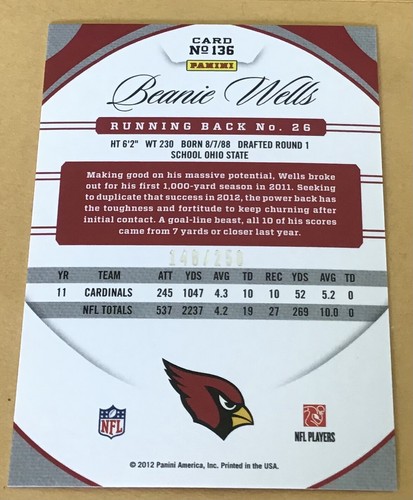 CARD
No 136
PANINI
Beanie Wells
RUNNING BACK No. 26
HT 6'2" WT 230 BORN 8/7/88 DRAFTED ROUND 1
SCHOOL OHIO STATE
Making good on his massive potential, Wells broke
out for his first 1,000-yard season in 2011. Seeking
to duplicate that success in 2012, the power back has
the toughness and fortitude to keep churning after
initial contact. A goal-line beast, all 10 of his scores
came from 7 yards or closer last year.
YR TEAM ATT YDS AVG TD REC YDS AVG TD
11 CARDINALS 245 1047 4.3 10 10 52 5.2 0
NFL TOTALS 537 2237 4.2 19 27 269 10.0 0
NFL
NFL PLAYERS
© 2012 Panini America, Inc. Printed in the USA.